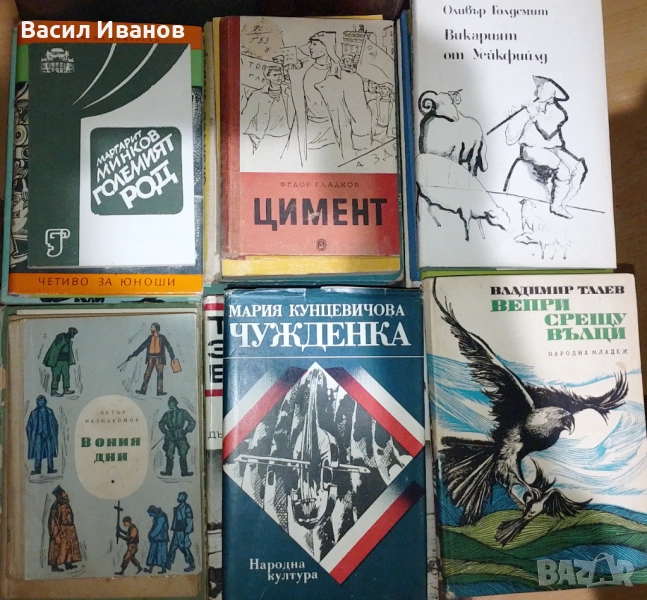 Васил Иванов
МАРГАРИТ
МИНКОВ
ГОЛЕМИЯТ
РОД
ЧЕТИВО ЗА ЮНОШИ
ФЕДОР ГЛАДКОВ
ЦИМЕНТ
Оливър Голдсмит
Викарият
от Уейкфийлд
ПЕТЪР
НЕЗНАКОМОВ
В ония
дни
МАРИЯ КУНЦЕВИЧОВА
ЧУЖДЕНКА
Народна
култура
ВЛАДИМИР ТАЛЕВ
ВЕПРИ
СРЕЩУ
ВЪЛЦИ
НАРОДНА МЛАДЕЖ
BAZAR